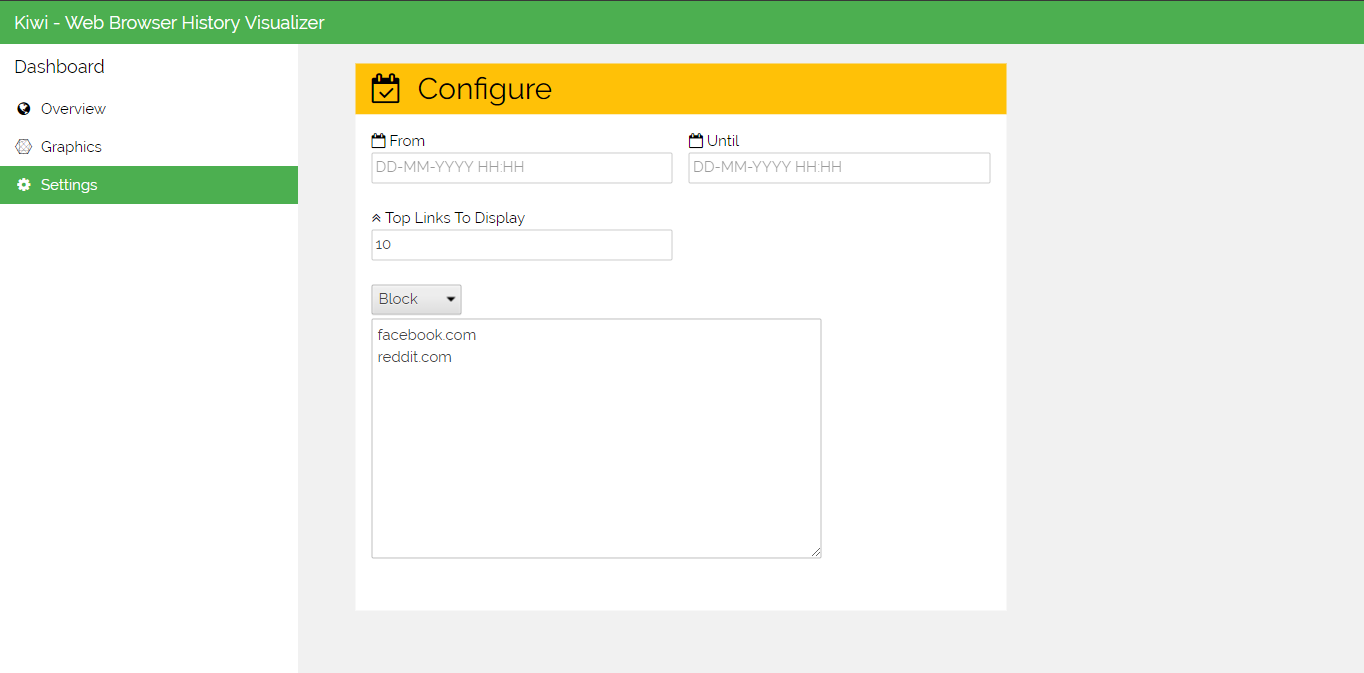 Kiwi - Web Browser History Visualizer
Dashboard
Overview
Graphics
Settings
Configure
From
Until
DD-MM-YYYY HH:HH
DD-MM-YYYY HH:HH
Top Links To Display
10
Block
facebook.com
reddit.com